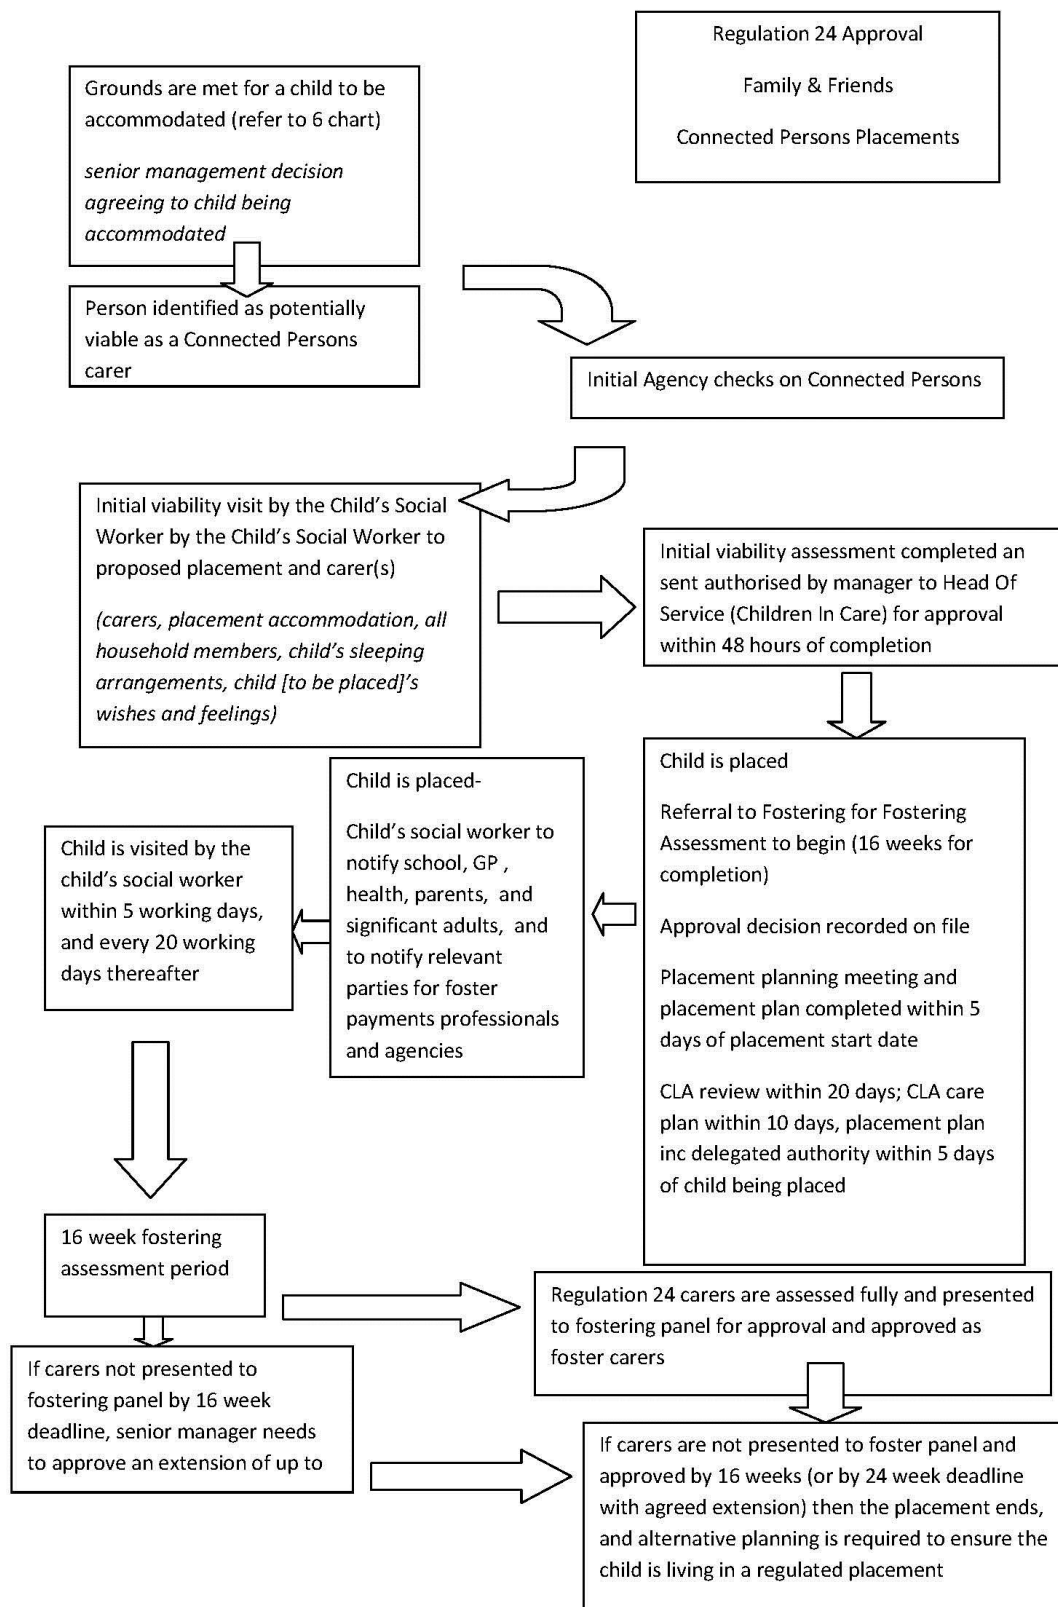 Regulation 24 Approval
Family & Friends
Connected Persons Placements
Grounds are met for a child to be
accommodated (refer to 6 chart)
senior management decision
agreeing to child being
accommodated
Person identified as potentially
viable as a Connected Persons
carer
Initial Agency checks on Connected Persons
Initial viability visit by the Child’s Social
Worker by the Child’s Social Worker to
proposed placement and carer(s)
(carers, placement accommodation, all
household members, child’s sleeping
arrangements, child [to be placed]’s
wishes and feelings)
Initial viability assessment completed an
sent authorised by manager to Head Of
Service (Children In Care) for approval
within 48 hours of completion
Child is placed
Referral to Fostering for Fostering
Assessment to begin (16 weeks for
completion)
Approval decision recorded on file
Placement planning meeting and
placement plan completed within 5
days of placement start date
CLA review within 20 days; CLA care
plan within 10 days, placement plan
inc delegated authority within 5 days
of child being placed
Child is placed-
Child’s social worker to
notify school, GP ,
health, parents, and
significant adults, and
to notify relevant
parties for foster
payments professionals
and agencies
Child is visited by the
child’s social worker
within 5 working days,
and every 20 working
days thereafter
16 week fostering
assessment period
Regulation 24 carers are assessed fully and presented
to fostering panel for approval and approved as
foster carers
If carers not presented to
fostering panel by 16 week
deadline, senior manager needs
to approve an extension of up to
If carers are not presented to foster panel and
approved by 16 weeks (or by 24 week deadline
with agreed extension) then the placement ends,
and alternative planning is required to ensure the
child is living in a regulated placement